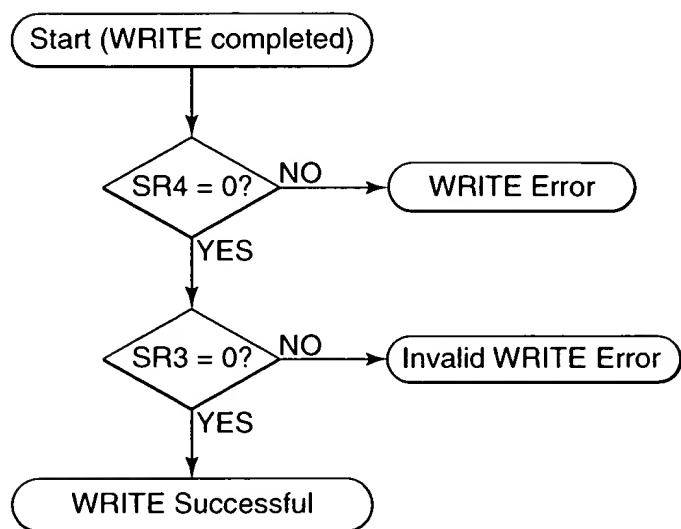 Start (WRITE completed)
SR4 = 0?
NO
WRITE Error
YES
SR3 = 0?
NO
Invalid WRITE Error
YES
WRITE Successful